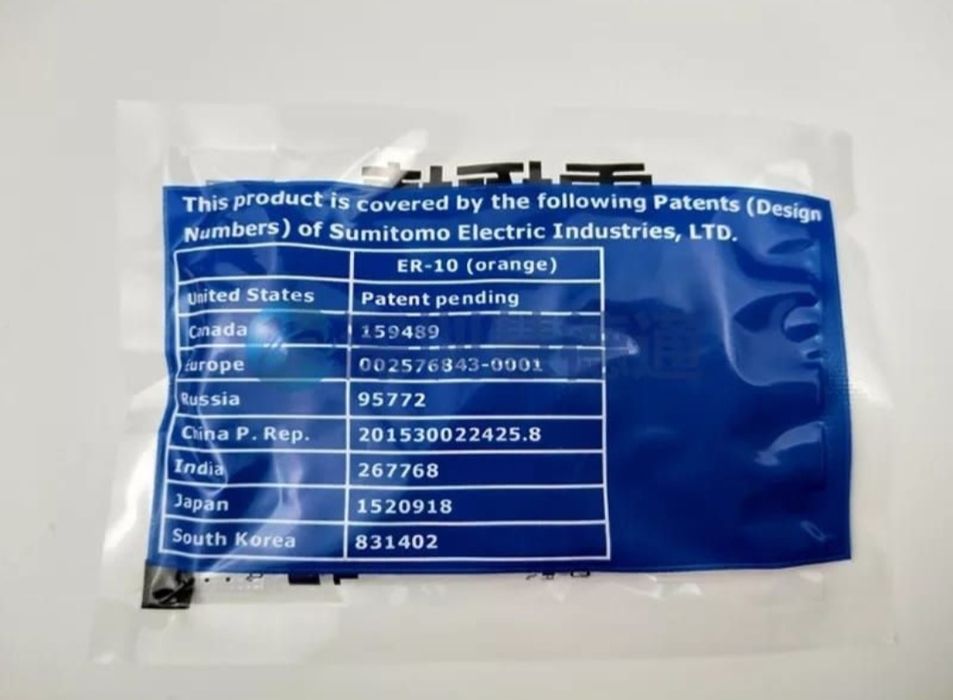 This product is covered by the following Patents (Design
Numbers) of Sumitomo Electric Industries, LTD.
ER-10 (orange)
United States Patent pending
Canada 159489
Europe 002576843-0001
Russia 95772
China P. Rep. 201530022425.8
India 267768
Japan 1520918
South Korea 831402